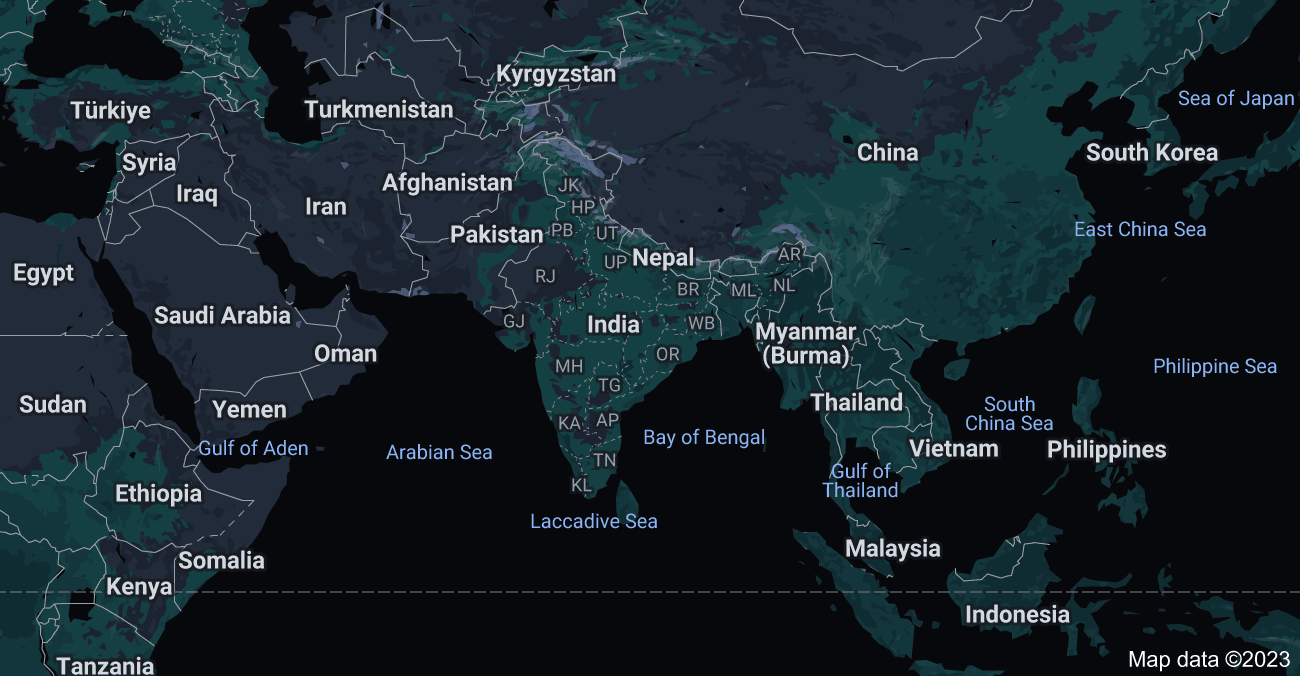 Kyrgyzstan
Türkiye
Turkmenistan
Sea of Japan
Syria
China
South Korea
Iraq
Afghanistan
JK
Iran
HP
Pakistan
PB
UT
East China Sea
Egypt
RJ
UP
Nepal
AR
BR
ML
NL
Saudi Arabia
GJ
India
WB
Myanmar
(Burma)
Oman
MH
OR
Philippine Sea
TG
Sudan
Yemen
Thailand
South
China Sea
KA
AP
Gulf of Aden
Arabian Sea
Bay of Bengal
Vietnam
Philippines
TN
Gulf of
Thailand
Ethiopia
KL
Laccadive Sea
Somalia
Malaysia
Kenya
Indonesia
Tanzania
Map data ©2023